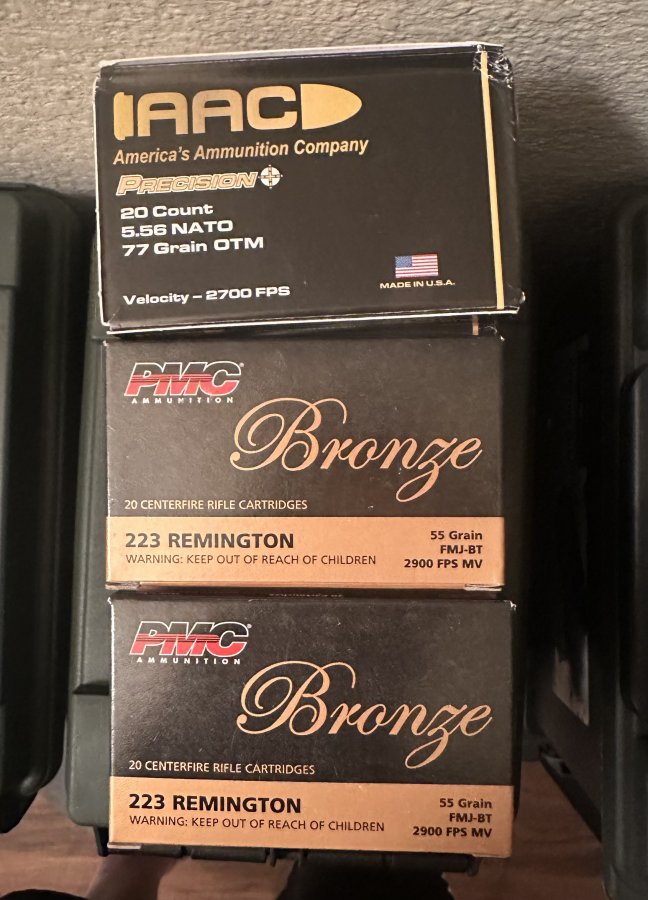 AAC
America's Ammunition Company
PRECISION
20 Count
5.56 NATO
77 Grain OTM
Velocity – 2700 FPS
MADE IN U.S.A.
PMC
AMMUNITION
Bronze
20 CENTERFIRE RIFLE CARTRIDGES
223 REMINGTON
WARNING: KEEP OUT OF REACH OF CHILDREN
55 Grain
FMJ-BT
2900 FPS MV
PMC
AMMUNITION
Bronze
20 CENTERFIRE RIFLE CARTRIDGES
223 REMINGTON
WARNING: KEEP OUT OF REACH OF CHILDREN
55 Grain
FMJ-BT
2900 FPS MV